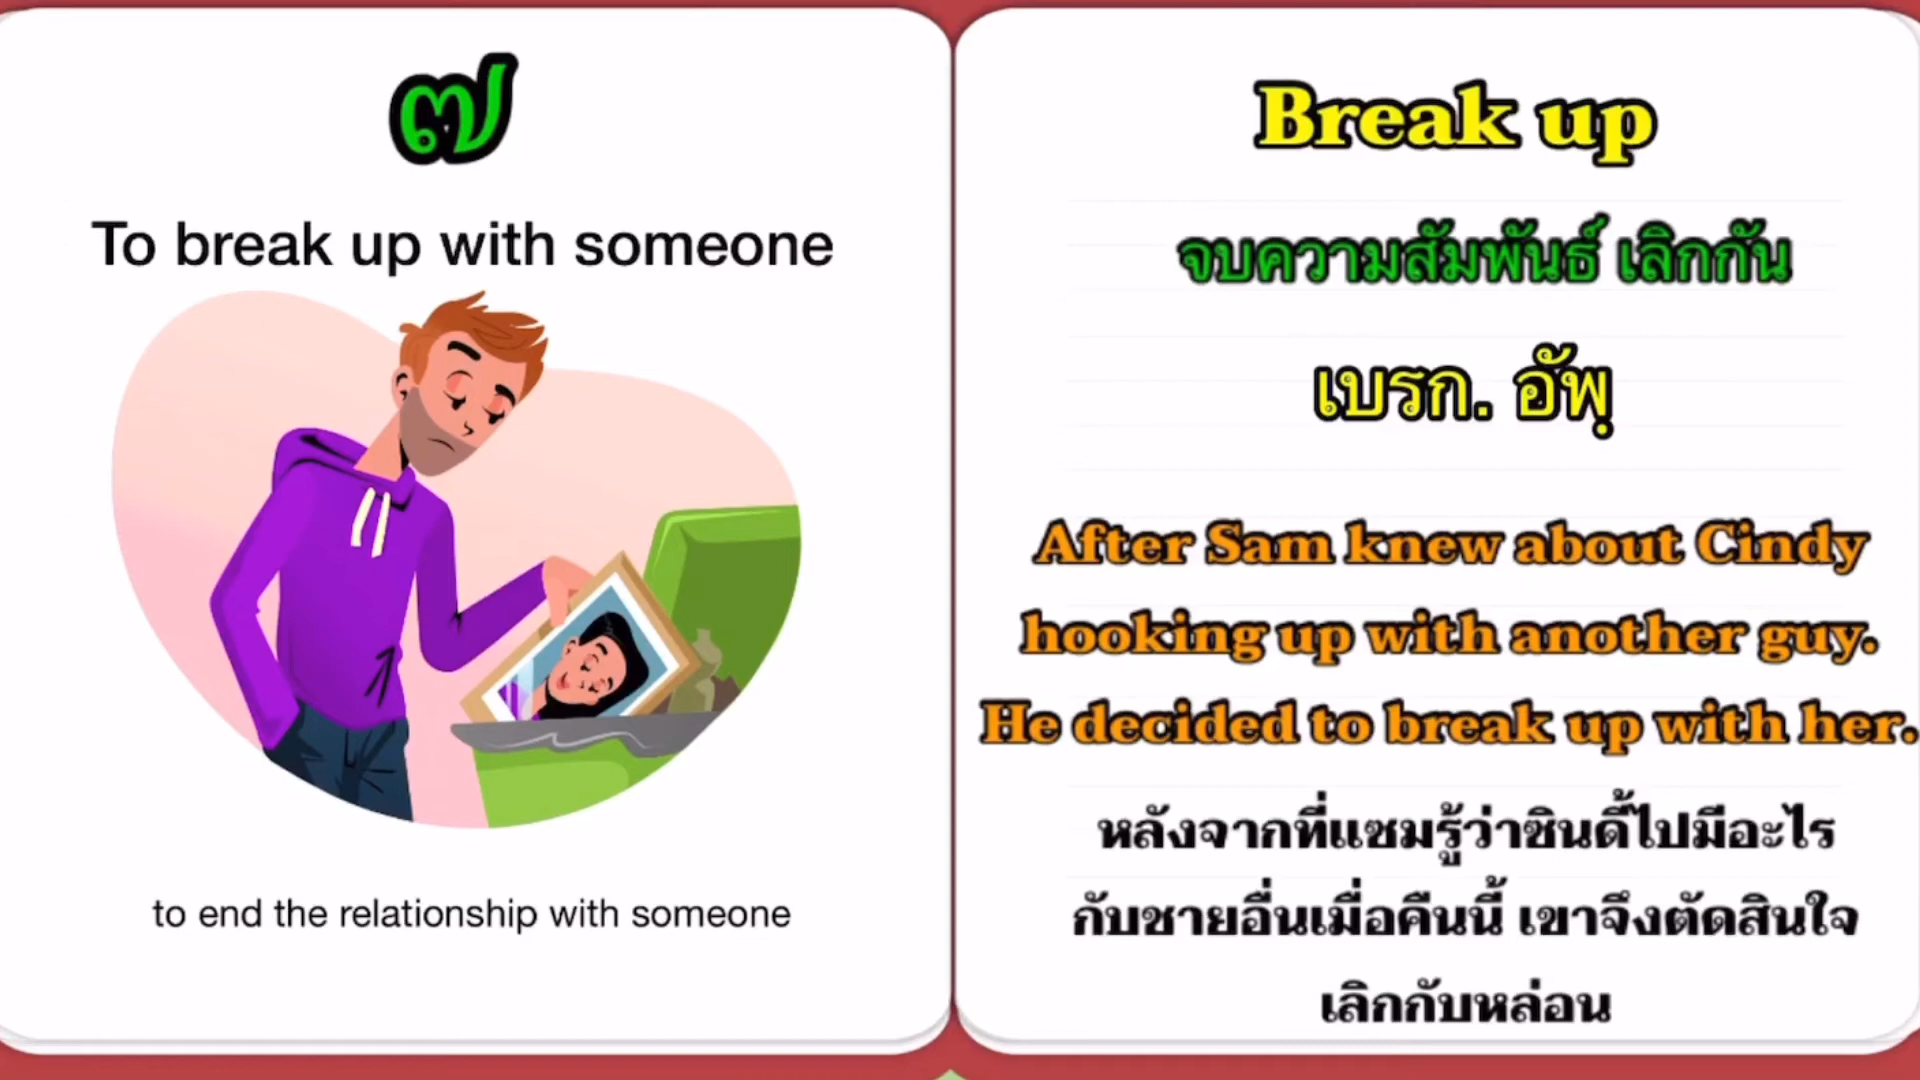 ๗
To break up with someone
to end the relationship with someone
Break up
จบความสัมพันธ์ เลิกกัน
เบรก. อัพฺ
After Sam knew about Cindy
hooking up with another guy.
He decided to break up with her.
หลังจากที่แซมรู้ว่าซินดี้ไปมีอะไร
กับชายอื่นเมื่อคืนนี้ เขาจึงตัดสินใจ
เลิกกับหล่อน